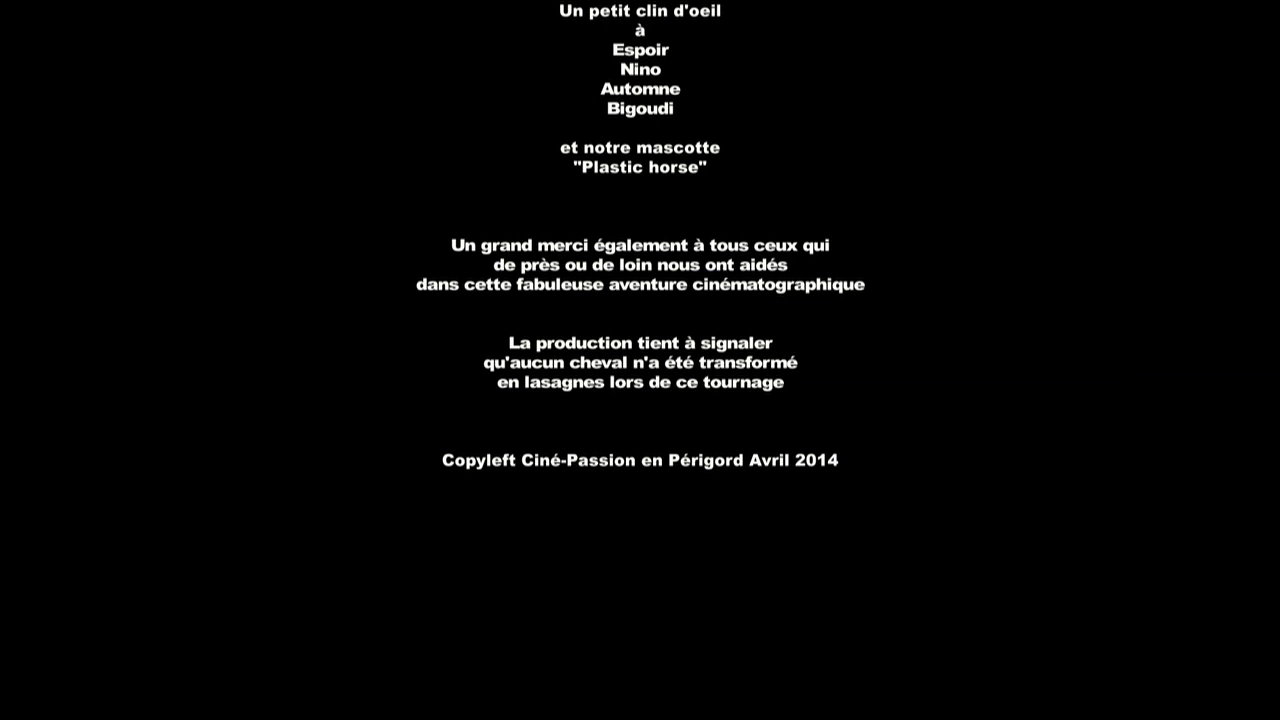 Un petit clin d'oeil
à
Espoir
Nino
Automne
Bigoudi
et notre mascotte
"Plastic horse"
Un grand merci également à tous ceux qui
de près ou de loin nous ont aidés
dans cette fabuleuse aventure cinématographique
La production tient à signaler
qu'aucun cheval n'a été transformé
en lasagnes lors de ce tournage
Copyleft Ciné-Passion en Périgord Avril 2014